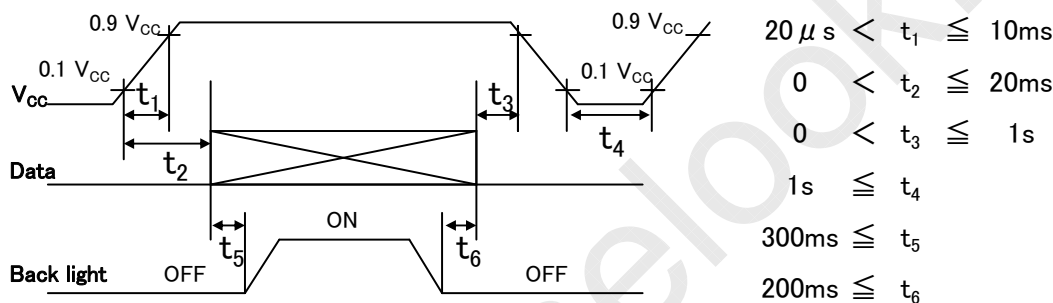 0.9 V_CC 0.9 V_CC
0.1 V_CC 0.1 V_CC
V_CC t_1 t_3 t_4
t_2
Data
ON
t_5 t_6
Back light OFF OFF
20 μ s < t_1 ≦ 10ms
0 < t_2 ≦ 20ms
0 < t_3 ≦ 1s
1s ≦ t_4
300ms ≦ t_5
200ms ≦ t_6
elook